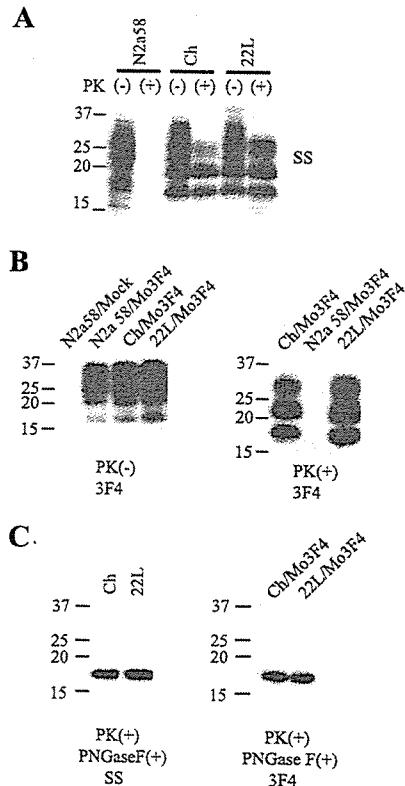 A
N2a58 Ch 22L
PK (-) (+) (-) (+) (-) (+)
37
25
20
15
SS
B
N2a58/Mock
N2a 58/Mo3F4
Ch/Mo3F4
22L/Mo3F4
37
25
20
15
PK(-)
3F4
Ch/Mo3F4
N2a 58/Mo3F4
22L/Mo3F4
37
25
20
15
PK(+)
3F4
C
Ch
22L
37
25
20
15
PK(+)
PNGaseF(+)
SS
Ch/Mo3F4
22L/Mo3F4
37
25
20
15
PK(+)
PNGase F(+)
3F4